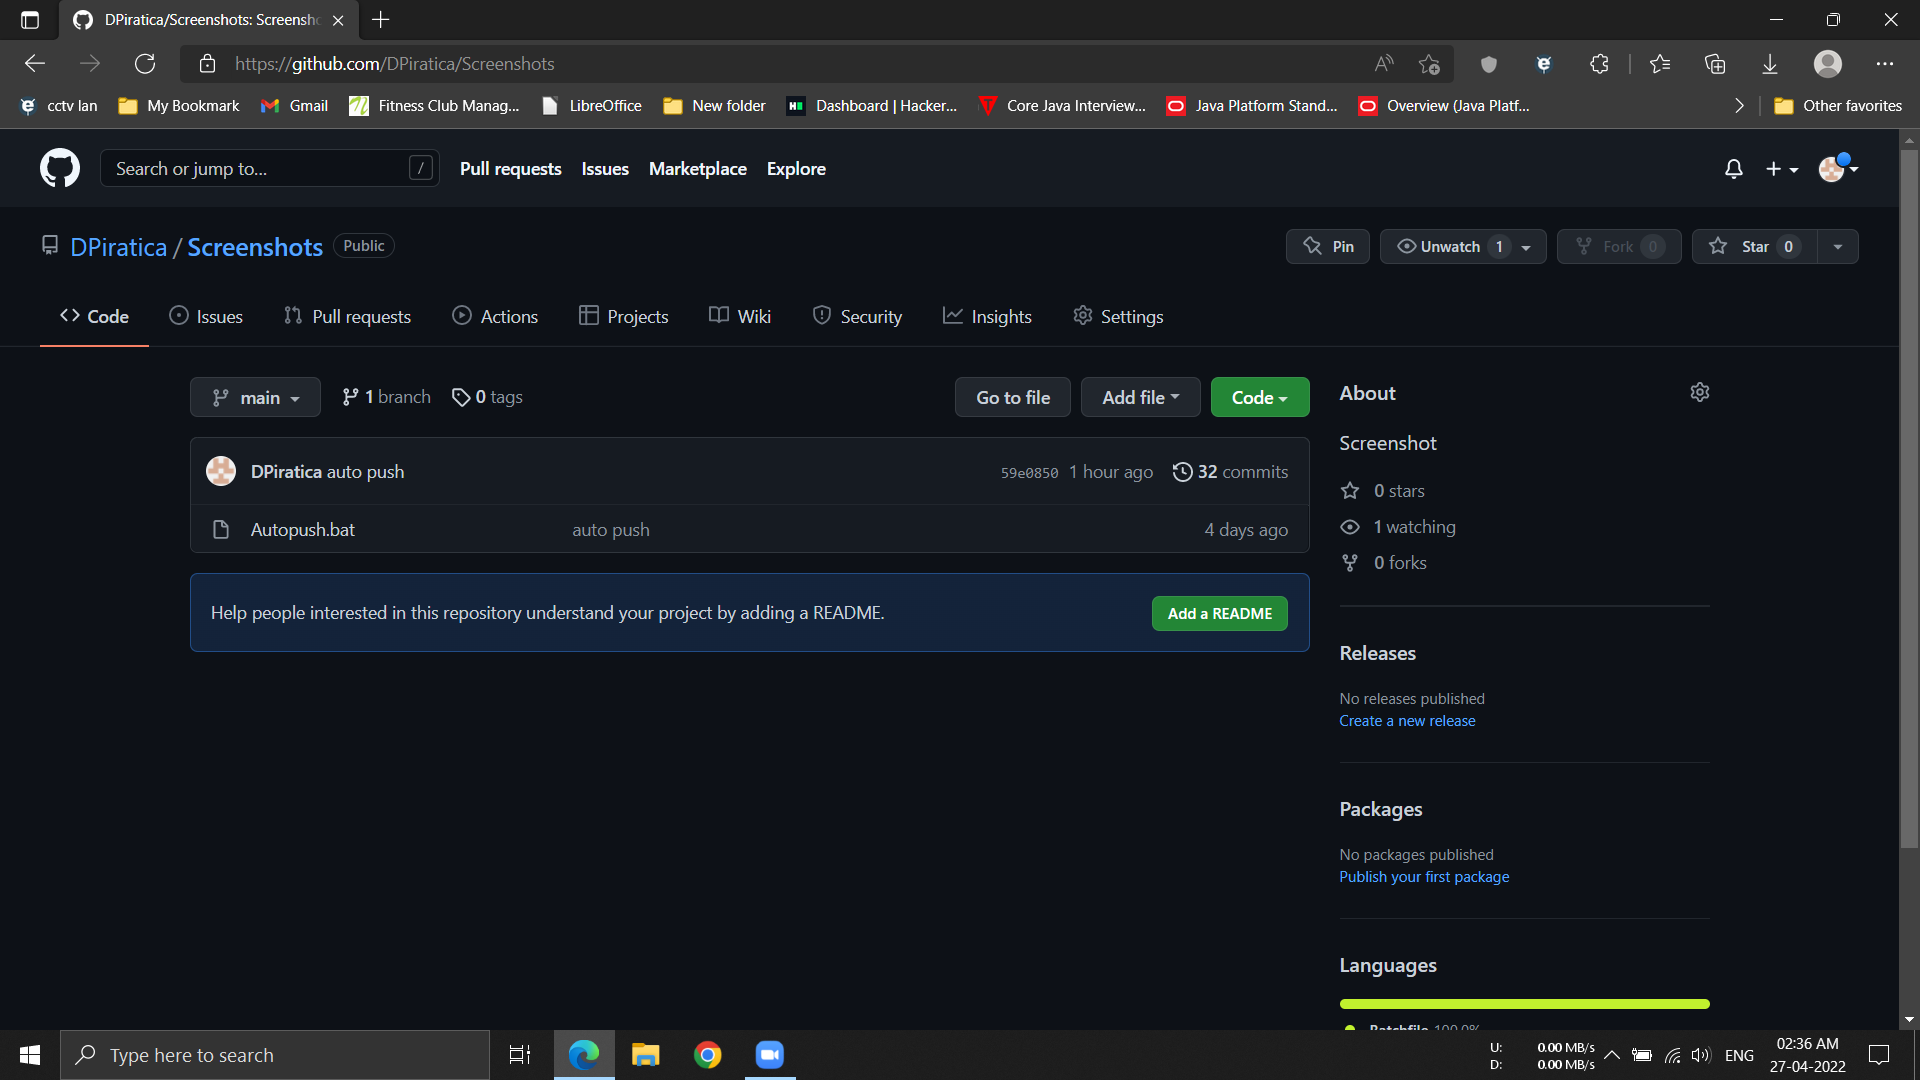 DPiratica/Screenshots: Screensh
https://github.com/DPiratica/Screenshots
cctv lan My Bookmark Gmail Fitness Club Manag... LibreOffice New folder Dashboard | Hacker... Core Java Interview... Java Platform Stand... Overview (Java Platf... Other favorites
Search or jump to... / Pull requests Issues Marketplace Explore
DPiratica / Screenshots Public Pin Unwatch 1 Fork 0 Star 0
Code Issues Pull requests Actions Projects Wiki Security Insights Settings
main 1 branch 0 tags Go to file Add file Code
DPiratica auto push 59e0850 1 hour ago 32 commits
Autopush.bat auto push 4 days ago
Help people interested in this repository understand your project by adding a README. Add a README
About
Screenshot
0 stars
1 watching
0 forks
Releases
No releases published
Create a new release
Packages
No packages published
Publish your first package
Languages
Batchfile 100.0%
Type here to search
U: 0.00 MB/s
D: 0.00 MB/s
ENG
02:36 AM
27-04-2022